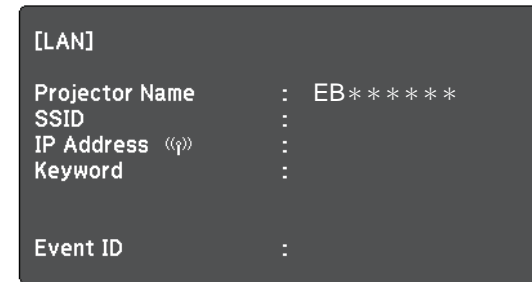 [LAN]
Projector Name : EB******
SSID :
IP Address :
Keyword :
Event ID :